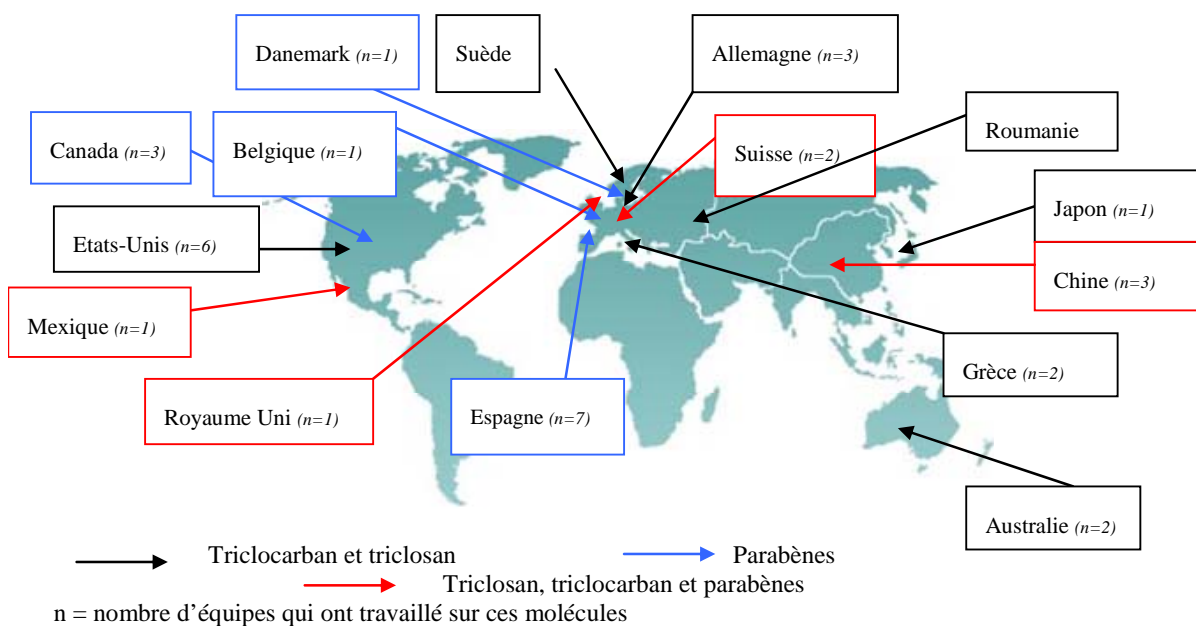 Danemark (n=1)
Suède
Allemagne (n=3)
Canada (n=3)
Belgique (n=1)
Suisse (n=2)
Roumanie
Etats-Unis (n=6)
Japon (n=1)
Chine (n=3)
Mexique (n=1)
Grèce (n=2)
Royaume Uni (n=1)
Espagne (n=7)
Australie (n=2)
Triclocarban et triclosan
Parabènes
Triclosan, triclocarban et parabènes
n = nombre d'équipes qui ont travaillé sur ces molécules